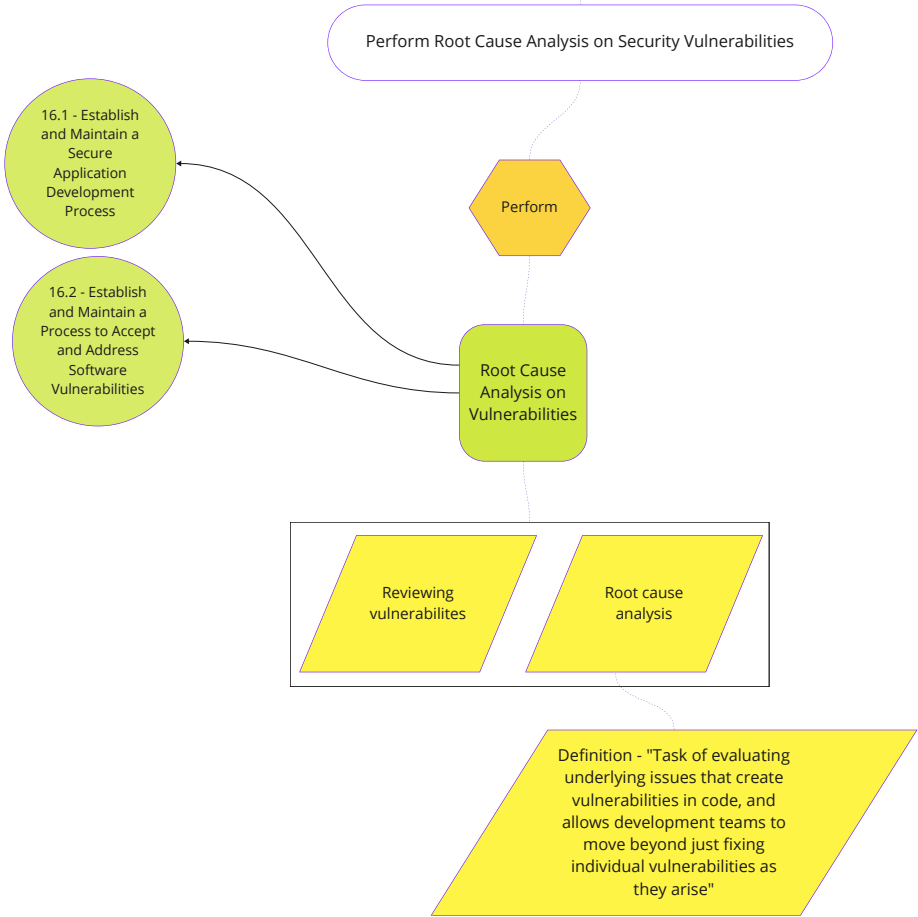 Perform Root Cause Analysis on Security Vulnerabilities
16.1 - Establish
and Maintain a
Secure
Application
Development
Process
Perform
16.2 - Establish
and Maintain a
Process to Accept
and Address
Software
Vulnerabilities
Root Cause
Analysis on
Vulnerabilities
Reviewing
vulnerabilites
Root cause
analysis
Definition - "Task of evaluating
underlying issues that create
vulnerabilities in code, and
allows development teams to
move beyond just fixing
individual vulnerabilities as
they arise"